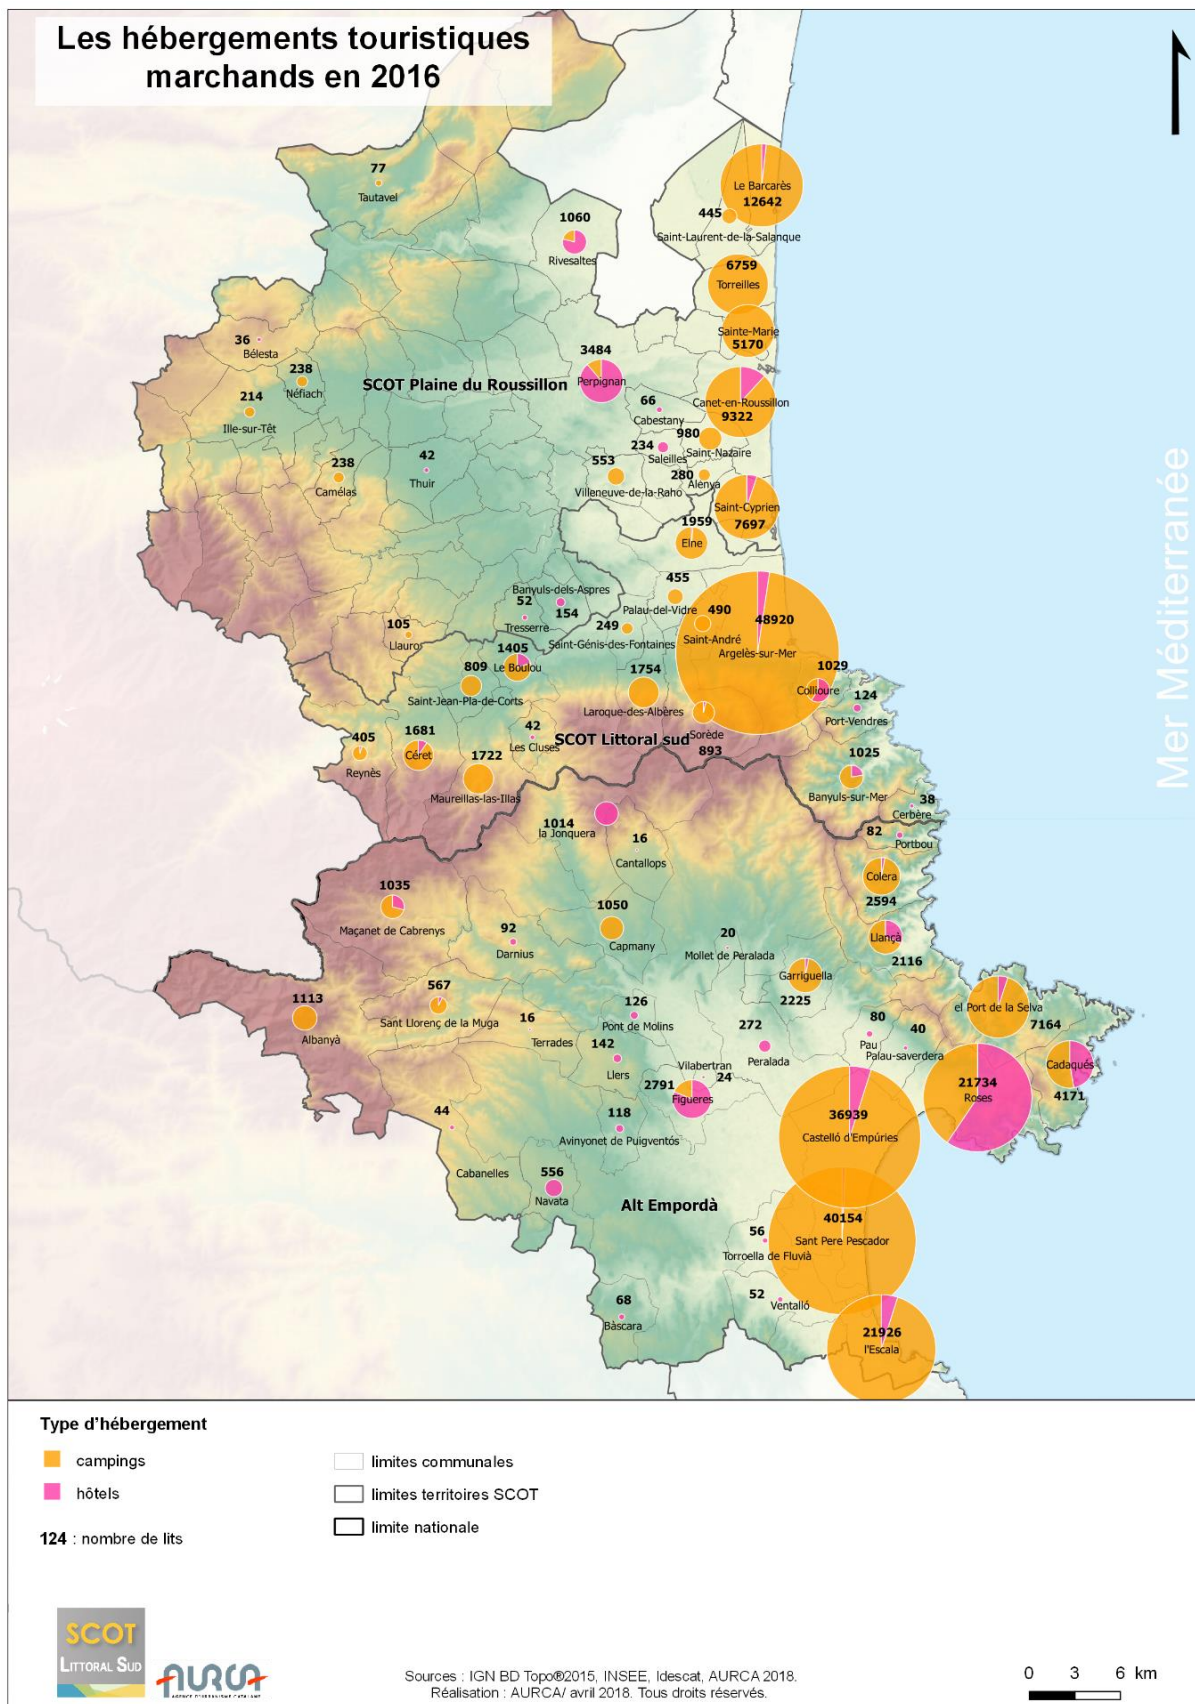 Les hébergements touristiques
marchands en 2016
77
Tautavel
Le Barcarès
12642
445
Saint-Laurent-de-la-Salanque
1060
Rivesaltes
6759
Torreilles
Sainte-Marie
5170
36
Bélesta
238
Néfiach
214
Ille-sur-Têt
SCOT Plaine du Roussillon
3484
Perpignan
66
Cabestany
Canet-en-Roussillon
9322
980
Saint-Nazaire
234
Saleilles
238
Camélas
42
Thuir
553
Villeneuve-de-la-Raho
280
Alenya
Saint-Cyprien
7697
1959
Elne
Mer Méditerranée
455
Palau-del-Vidre
Banyuls-dels-Aspres
154
52
Tresserre
249
Saint-Génis-des-Fontaines
490
Saint-André
48920
Argelès-sur-Mer
105
Llauro
1405
Le Boulou
809
Saint-Jean-Pla-de-Corts
1754
Laroque-des-Albères
1029
Collioure
124
Port-Vendres
Sorède
893
SCOT Littoral sud
405
Reynès
1681
Céret
42
Les Cluses
1722
Maureillas-las-Illas
1025
Banyuls-sur-Mer
38
Cerbère
1014
la Jonquera
16
Cantallops
82
Portbou
Colera
2594
1035
Maçanet de Cabrenys
92
Darnius
1050
Capmany
20
Mollet de Peralada
Llançà
2116
Garriguella
2225
567
Sant Llorenç de la Muga
1113
Albanyà
16
Terrades
126
Pont de Molins
272
Peralada
80
Pau
40
Palau-saverdera
el Port de la Selva
7164
142
Llers
Vilabertran
24
2791
Figueres
21734
Roses
Cadaqués
4171
44
Cabanelles
118
Avinyonet de Puigventós
36939
Castelló d'Empúries
556
Navata
Alt Empordà
40154
Sant Pere Pescador
56
Torroella de Fluvià
52
Ventalló
68
Bàscara
21926
l'Escala
Type d'hébergement
campings
hôtels
124 : nombre de lits
limites communales
limites territoires SCOT
limite nationale
SCOT
LITTORAL SUD
AURCA
AGENCE D'URBANISME CATALANE
Sources : IGN BD Topo®2015, INSEE, Idescat, AURCA 2018.
Réalisation : AURCA/ avril 2018. Tous droits réservés.
0 3 6 km